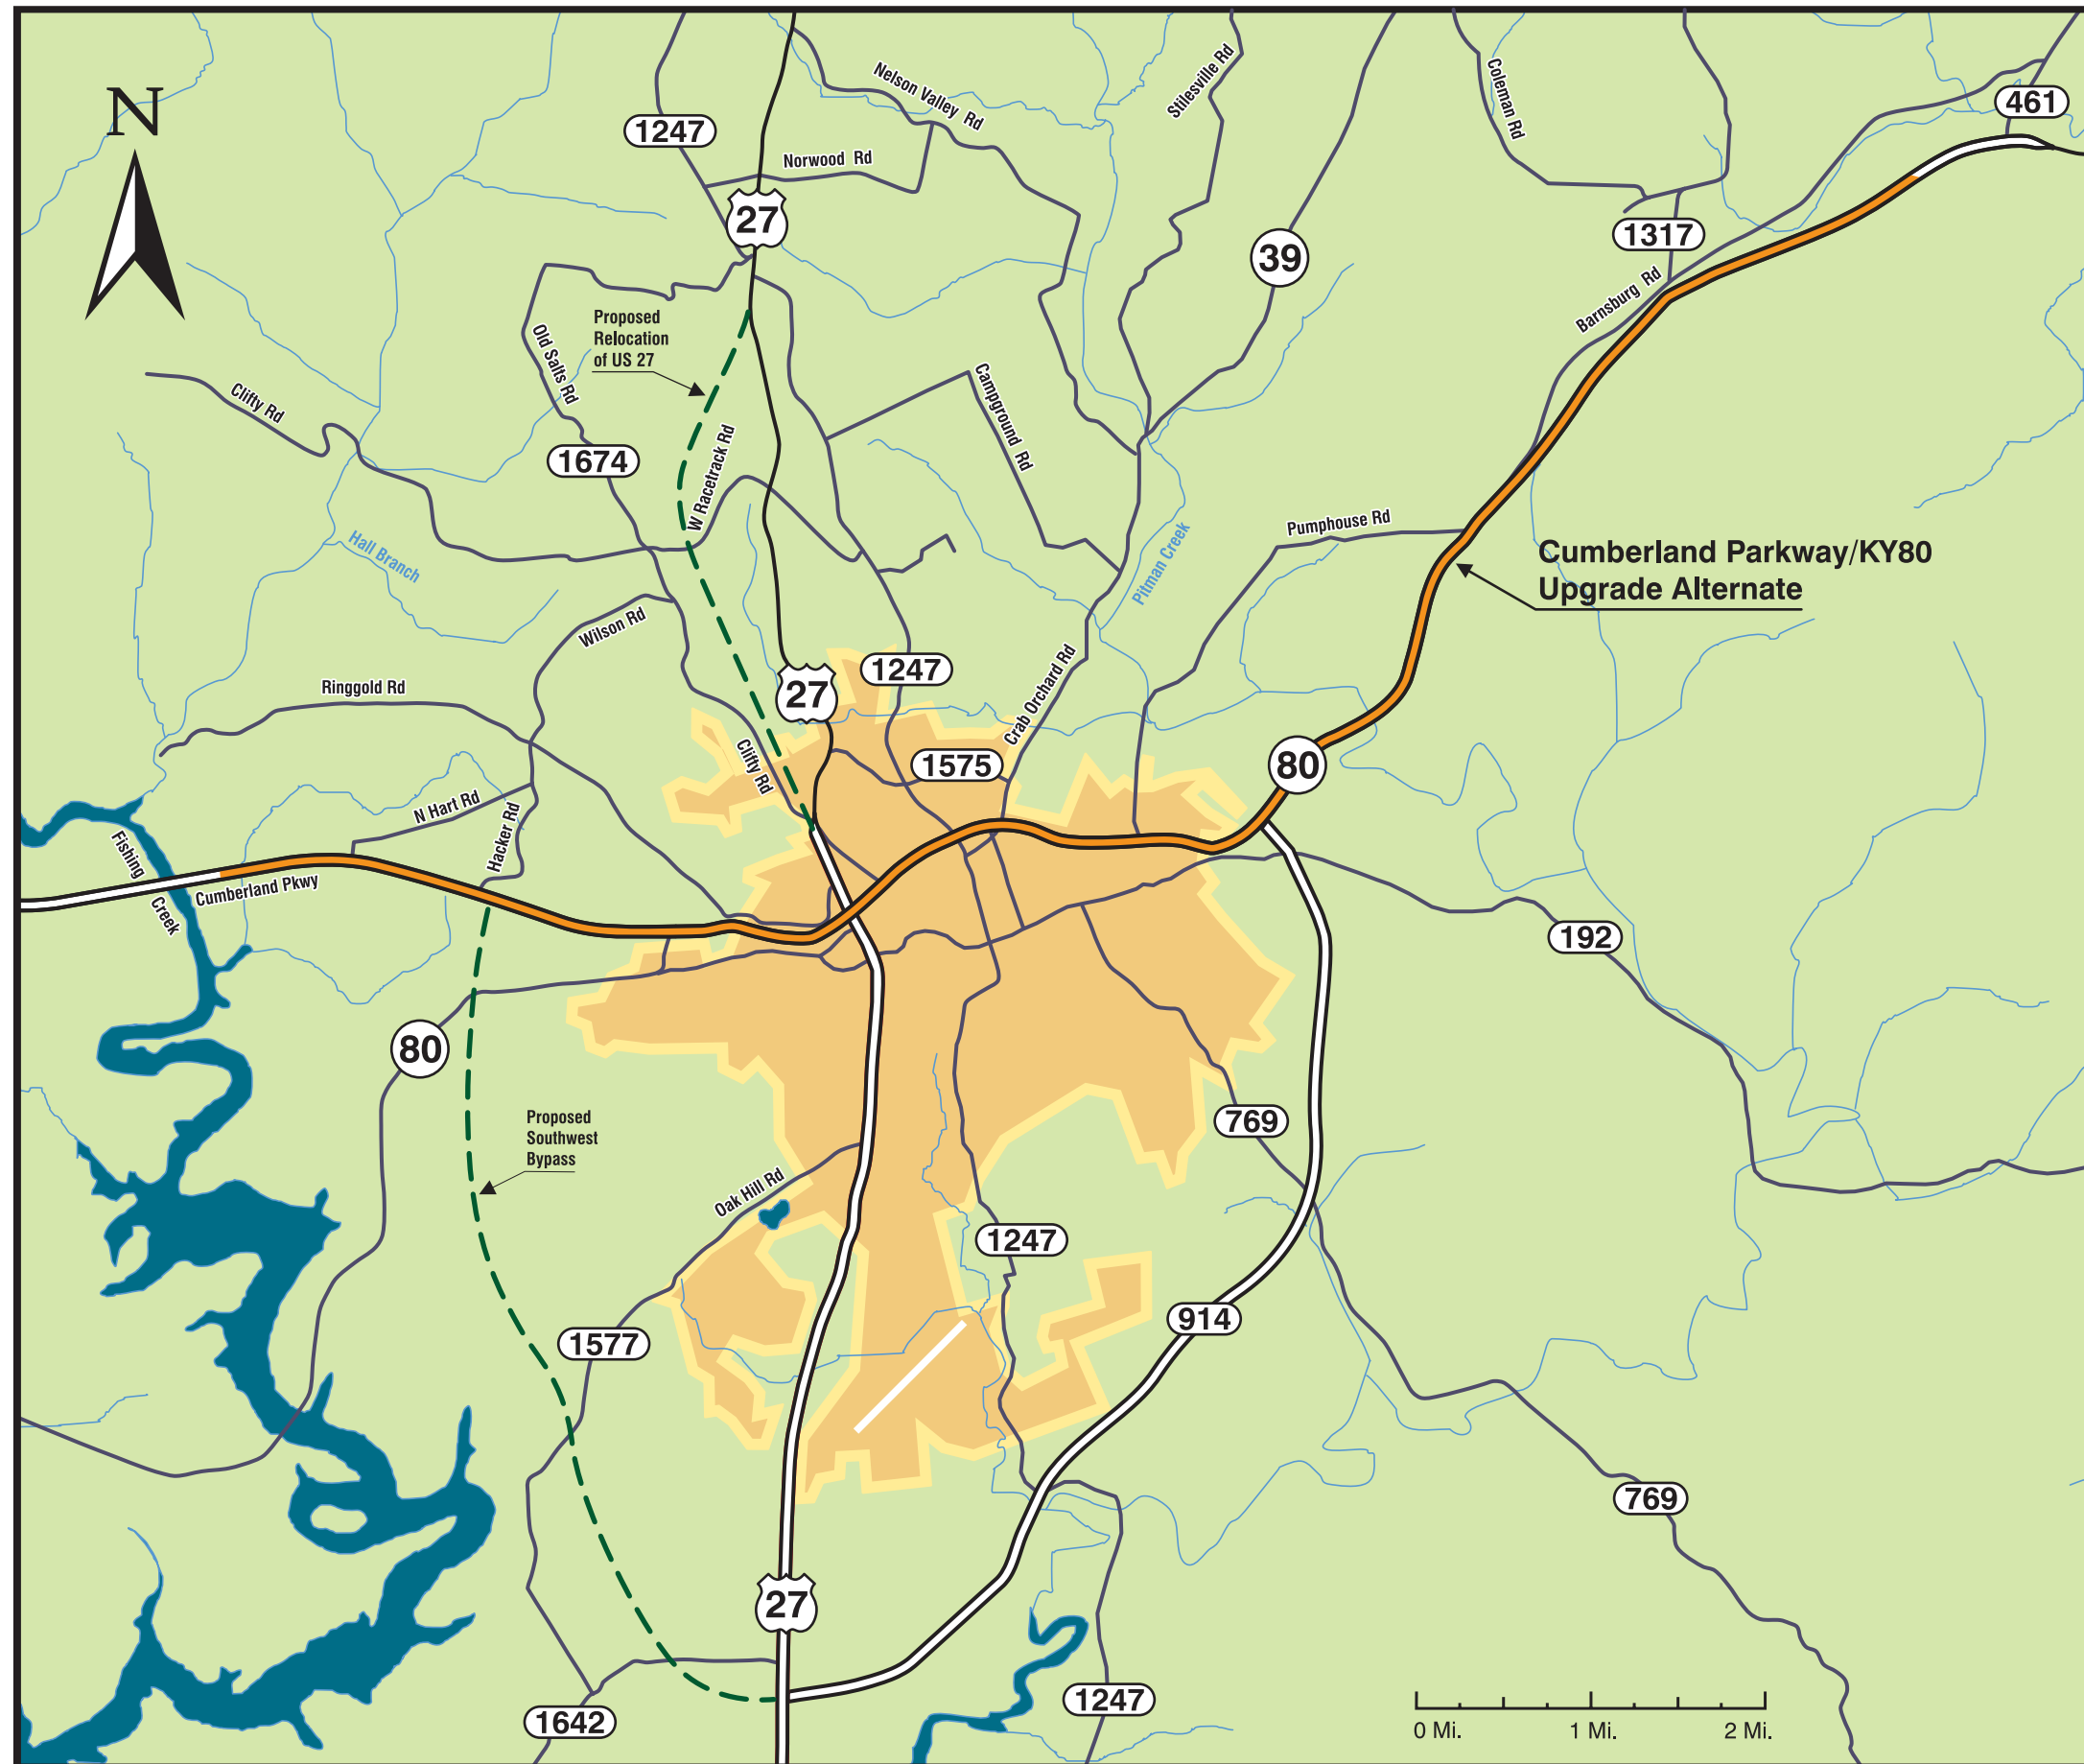 N
461
Nelson Valley Rd
Stilesville Rd
Coleman Rd
1247
Norwood Rd
27
39
1317
Barnsburg Rd
Proposed
Relocation
of US 27
Old Salts Rd
Clifty Rd
Campground Rd
1674
W Racetrack Rd
Pumphouse Rd
Hall Branch
Pitman Creek
Cumberland Parkway/KY80
Upgrade Alternate
Wilson Rd
1247
27
Ringgold Rd
Crab Orchard Rd
Clifty Rd
1575
80
N Hart Rd
Hacker Rd
Fishing
Creek
Cumberland Pkwy
192
80
Proposed
Southwest
Bypass
769
Oak Hill Rd
1247
914
1577
769
27
1247
1642
0 Mi.
1 Mi.
2 Mi.